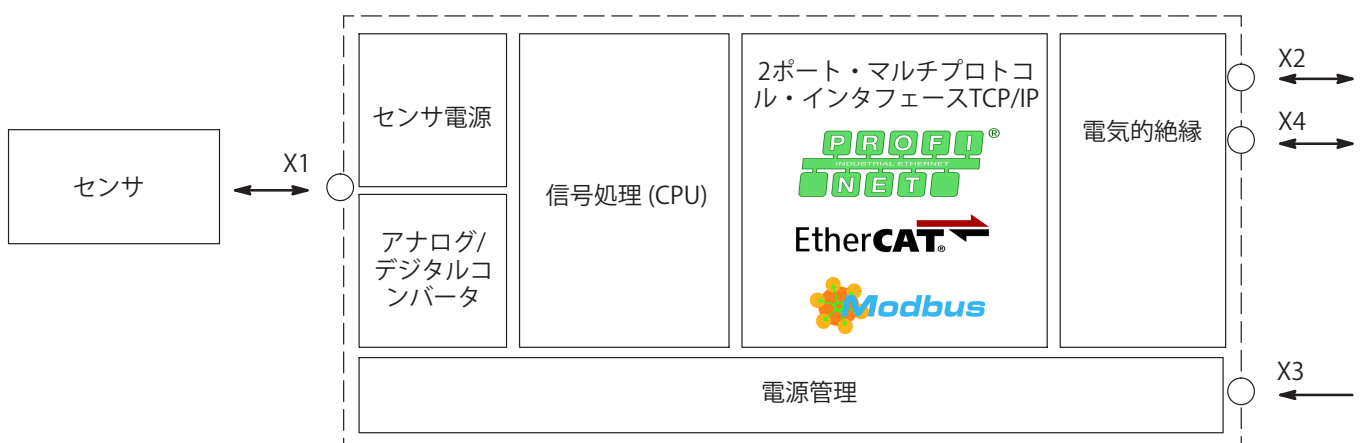 センサ
X1
センサ電源
アナログ/
デジタルコ
ンバータ
信号処理 (CPU)
2ポート・マルチプロトコ
ル・インタフェースTCP/IP
PROFI®
INDUSTRIAL ETHERNET
NET
EtherCAT®
Modbus
電気的絶縁
X2
X4
電源管理
X3